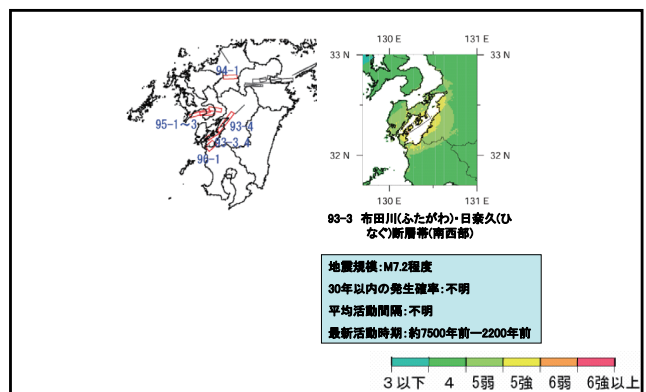 94-1
95-1~3
93-4
93-3,4
130 E
131 E
33 N
33 N
32 N
32 N
130 E
131 E
93-3 布田川(ふたがわ)・日奈久(ひ
なぐ)断層帯(南西部)
地震規模:M7.2程度
30年以内の発生確率:不明
平均活動間隔:不明
最新活動時期:約7500年前―2200年前
3以下 4 5弱 5強 6弱 6強以上